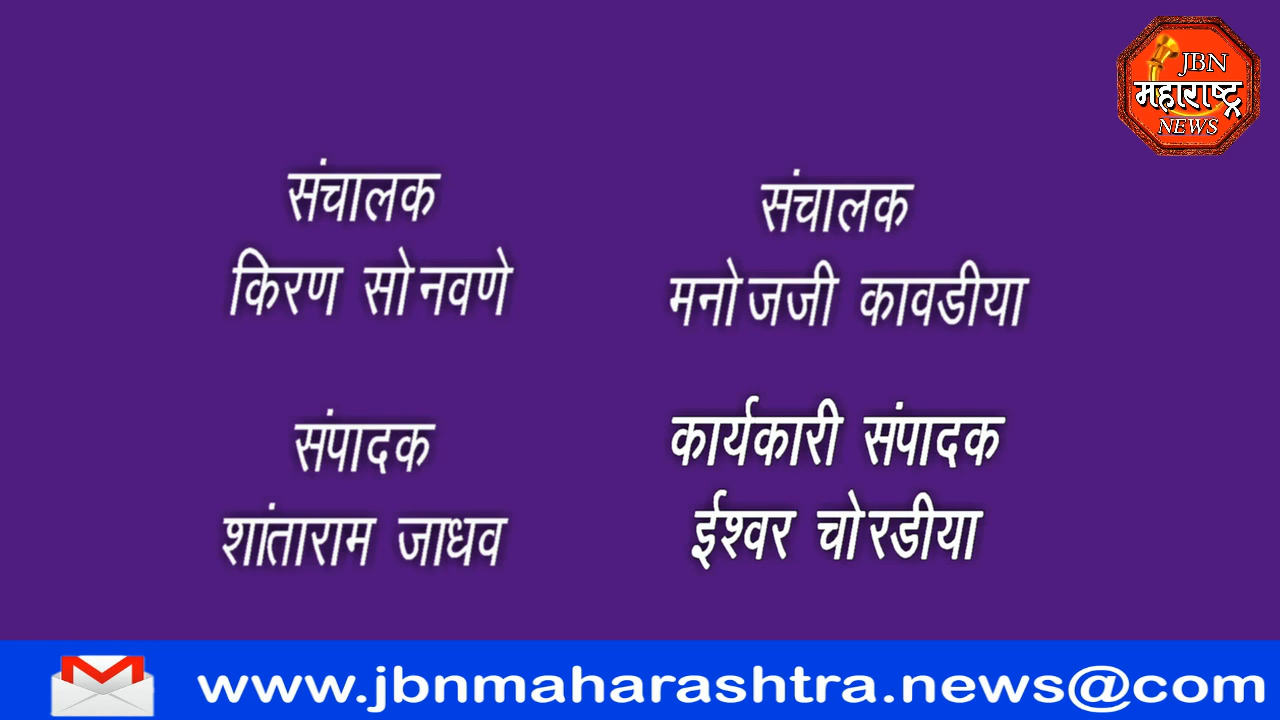 JBN
महाराष्ट्र
NEWS
संचालक
किरण सोनवणे
संचालक
मनोजजी कावडीया
संपादक
शांताराम जाधव
कार्यकारी संपादक
ईश्वर चोरडीया
www.jbnmaharashtra.news@com